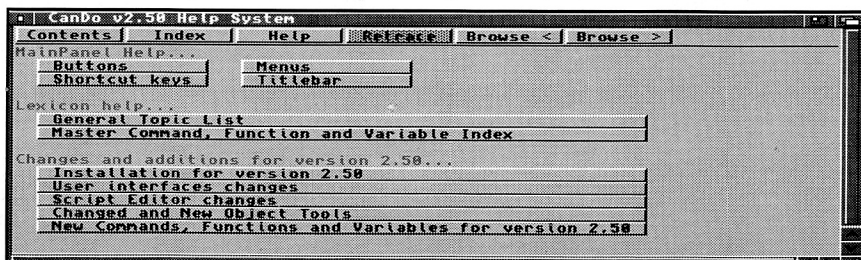 CanDo v2.50 Help System
Contents Index Help Retrace Browse < Browse >
MainPanel Help...
Buttons Menus
Shortcut keys Titlebar
Lexicon help...
General Topic List
Master Command, Function and Variable Index
Changes and additions for version 2.50...
Installation for version 2.50
User interfaces changes
Script Editor changes
Changed and New Object Tools
New Commands, Functions and Variables for version 2.50